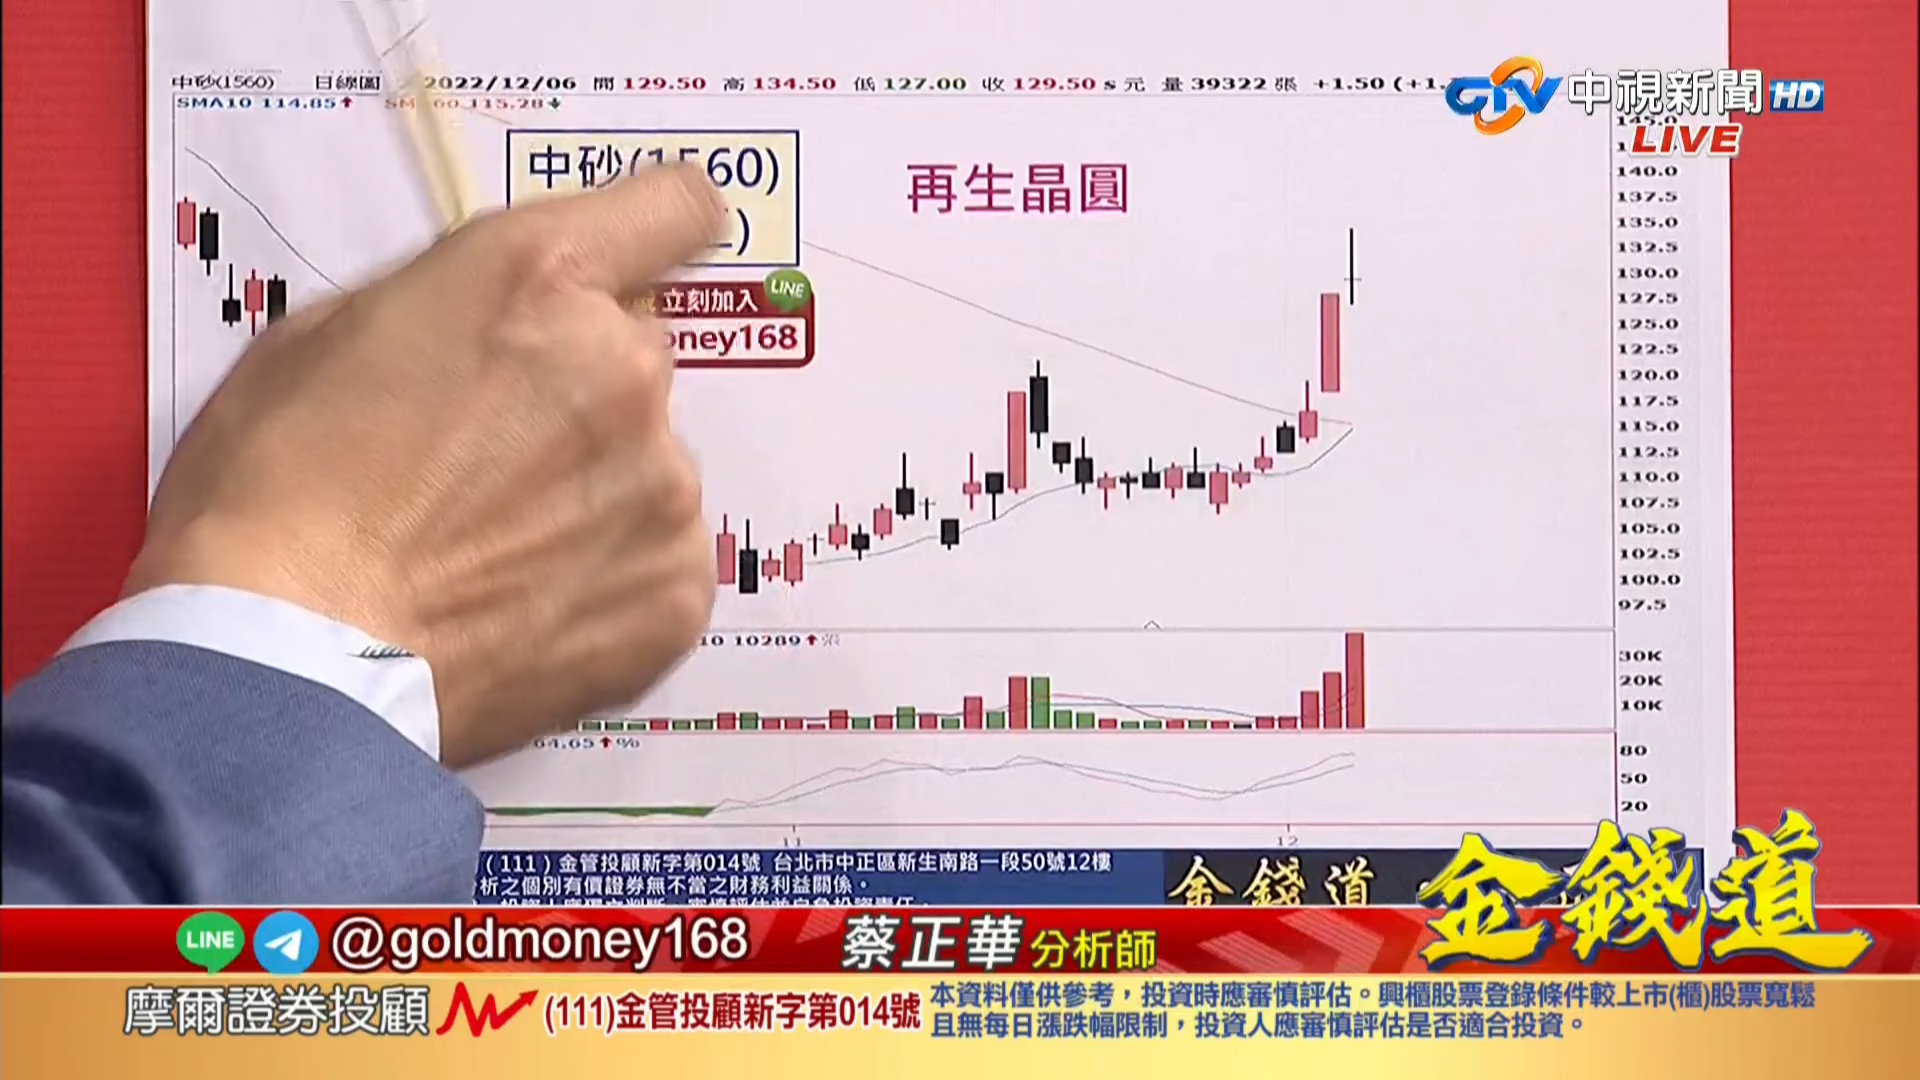 中砂(1560) 日線圖 2022/12/06 開 129.50 高 134.50 低 127.00 收 129.50 s 元 量 39322 張 +1.50 (+1.
SMA10 114.85 60 115.28
CTV 中視新聞 HD
LIVE
中砂(1560)
再生晶圓
立刻加入 LINE
oney168
145.0
140.0
137.5
135.0
132.5
130.0
127.5
125.0
122.5
120.0
117.5
115.0
112.5
110.0
107.5
105.0
102.5
100.0
97.5
10 10289
30K
20K
10K
%
80
50
20
11 12
(111)金管投顧新字第014號 台北市中正區新生南路一段50號12樓
析之個別有價證券無不當之財務利益關係。
金錢道
金錢道
LINE @goldmoney168 蔡正華 分析師
摩爾證券投顧 (111)金管投顧新字第014號
本資料僅供參考，投資時應審慎評估。興櫃股票登錄條件較上市(櫃)股票寬鬆
且無每日漲跌幅限制，投資人應審慎評估是否適合投資。